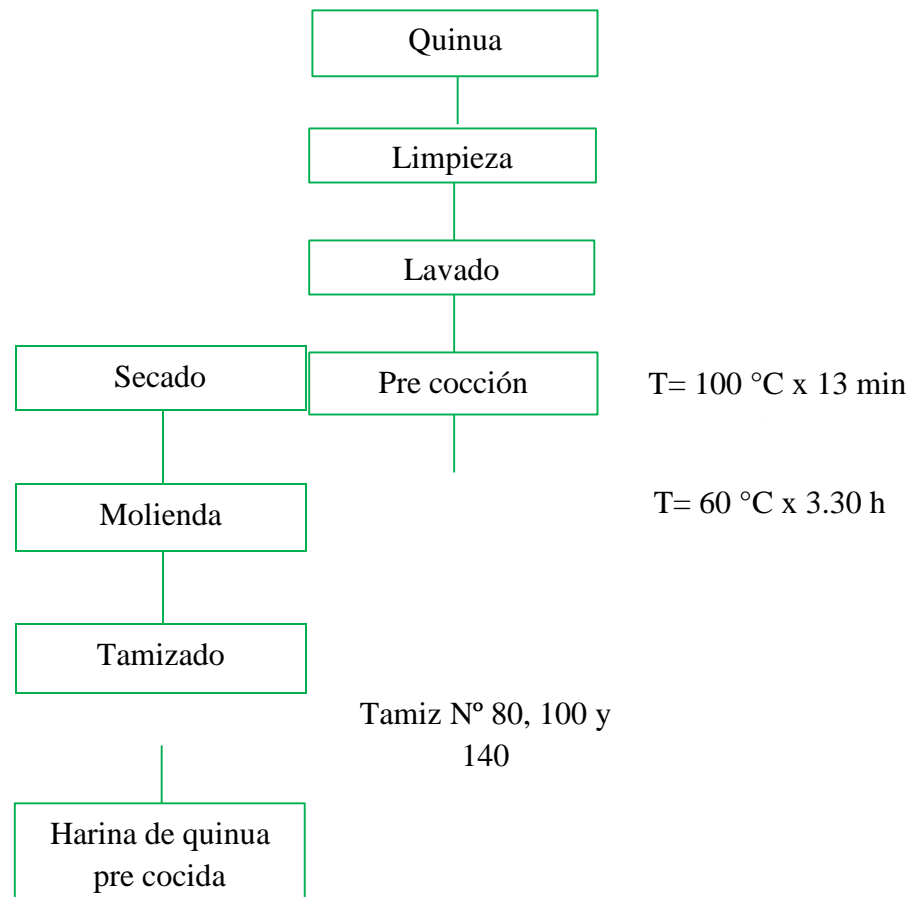 Quinua
Limpieza
Lavado
Pre cocción
T= 100 °C x 13 min
Secado
T= 60 °C x 3.30 h
Molienda
Tamizado
Tamiz Nº 80, 100 y
140
Harina de quinua
pre cocida